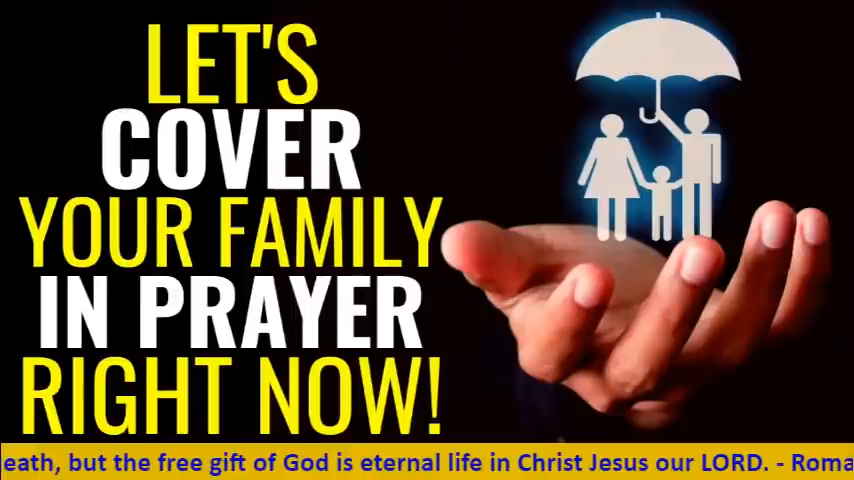 LET'S
COVER
YOUR FAMILY
IN PRAYER
RIGHT NOW!
eath, but the free gift of God is eternal life in Christ Jesus our LORD. - Roma